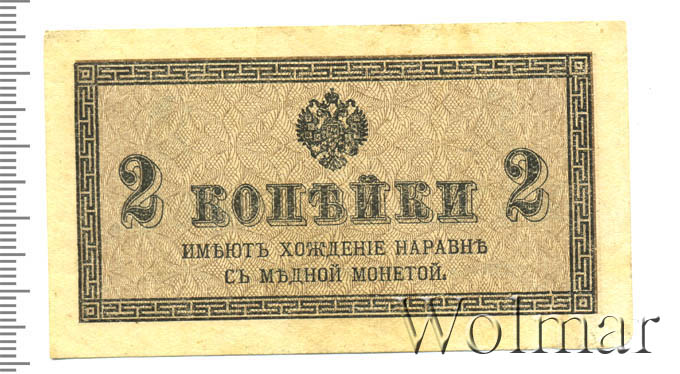 2 КОПѢЙКИ 2
ИМѢЮТЪ ХОЖДЕНІЕ НАРАВНѢ
СЪ МѢДНОЙ МОНЕТОЙ.
Wolmar